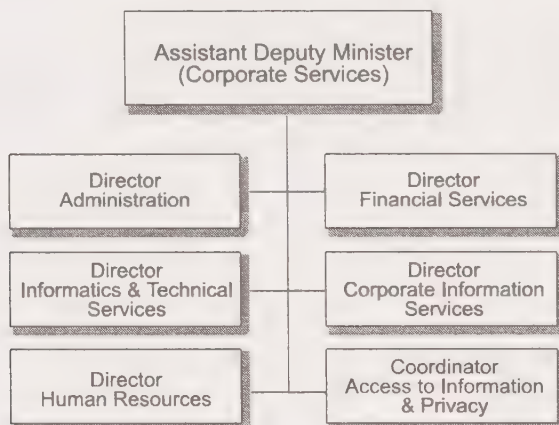 Assistant Deputy Minister
(Corporate Services)
Director
Administration
Director
Financial Services
Director
Informatics & Technical
Services
Director
Corporate Information
Services
Director
Human Resources
Coordinator
Access to Information
& Privacy